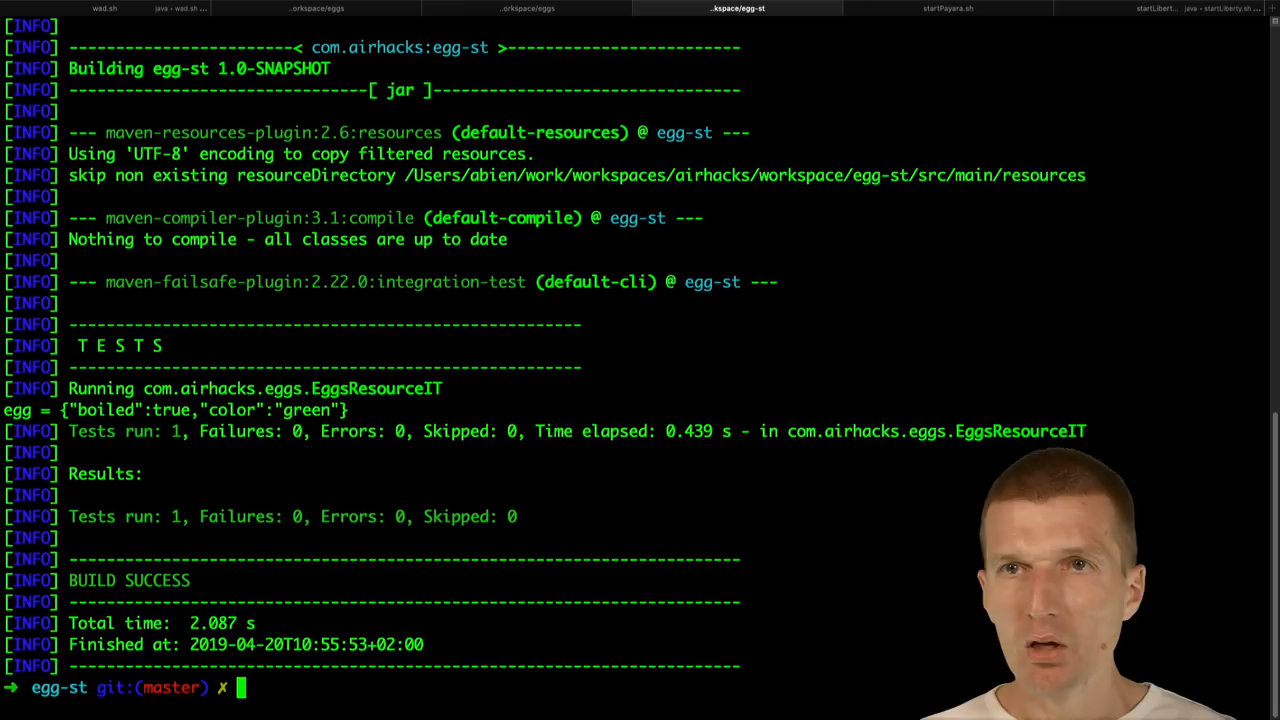 wad.sh java • wad.sh ... ..orkspace/eggs ..orkspace/eggs ..kspace/egg-st startPayara.sh startLibert... java • startLiberty.sh ...
[INFO]
[INFO] ------------------------< com.airhacks:egg-st >-------------------------
[INFO] Building egg-st 1.0-SNAPSHOT
[INFO] --------------------------------[ jar ]---------------------------------
[INFO]
[INFO] --- maven-resources-plugin:2.6:resources (default-resources) @ egg-st ---
[INFO] Using 'UTF-8' encoding to copy filtered resources.
[INFO] skip non existing resourceDirectory /Users/abien/work/workspaces/airhacks/workspace/egg-st/src/main/resources
[INFO]
[INFO] --- maven-compiler-plugin:3.1:compile (default-compile) @ egg-st ---
[INFO] Nothing to compile - all classes are up to date
[INFO]
[INFO] --- maven-failsafe-plugin:2.22.0:integration-test (default-cli) @ egg-st ---
[INFO]
[INFO] -------------------------------------------------------
[INFO]  T E S T S
[INFO] -------------------------------------------------------
[INFO] Running com.airhacks.eggs.EggsResourceIT
egg = {"boiled":true,"color":"green"}
[INFO] Tests run: 1, Failures: 0, Errors: 0, Skipped: 0, Time elapsed: 0.439 s - in com.airhacks.eggs.EggsResourceIT
[INFO]
[INFO] Results:
[INFO]
[INFO] Tests run: 1, Failures: 0, Errors: 0, Skipped: 0
[INFO]
[INFO] ------------------------------------------------------------------------
[INFO] BUILD SUCCESS
[INFO] ------------------------------------------------------------------------
[INFO] Total time:  2.087 s
[INFO] Finished at: 2019-04-20T10:55:53+02:00
[INFO] ------------------------------------------------------------------------
➜ egg-st git:(master) ✗